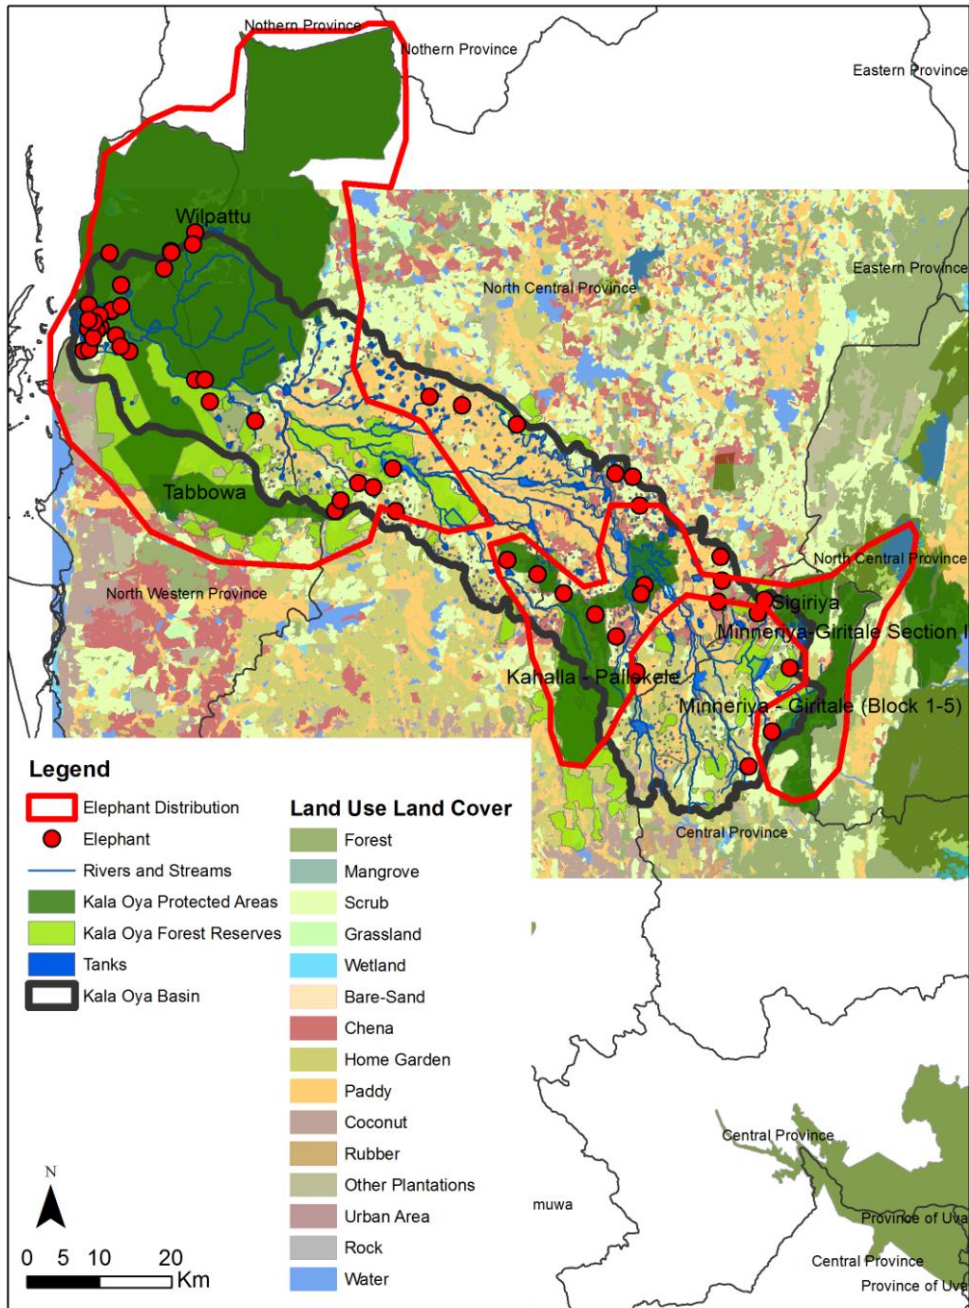 Nothern Province
Nothern Province
Eastern Province
Wilpattu
Eastern Province
North Central Province
Tabbowa
North Central Province
North Western Province
Sigiriya
Minneriya-Giritale Section I
Kahalla - Pallekele
Minneriya - Giritale (Block 1-5)
Central Province
Legend
Elephant Distribution
Elephant
Rivers and Streams
Kala Oya Protected Areas
Kala Oya Forest Reserves
Tanks
Kala Oya Basin
Land Use Land Cover
Forest
Mangrove
Scrub
Grassland
Wetland
Bare-Sand
Chena
Home Garden
Paddy
Coconut
Rubber
Other Plantations
Urban Area
Rock
Water
Central Province
muwa
Province of Uva
Central Province
Province of Uva
N
0 5 10 20
Km